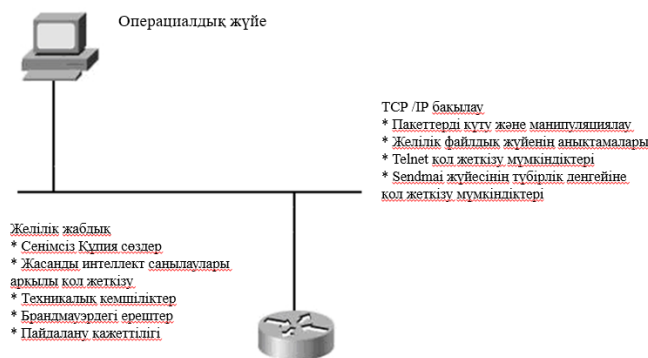 Операциалдық жүйе
TCP /IP бақылау
* Пакеттерді күту және манипуляциялау
* Желілік файлдық жүйенің анықтамалары
* Telnet қол жеткізу мүмкіндіктері
* Sendmai жүйесінің түбірлік деңгейіне
қол жеткізу мүмкіндіктері
Желілік жабдық
* Сенімсіз Құпия сөздер
* Жасанды интеллект саңылаулары
арқылы қол жеткізу
* Техникалық кемшіліктер
* Брандмауэрдегі ерештер
* Пайдалану қажеттілігі